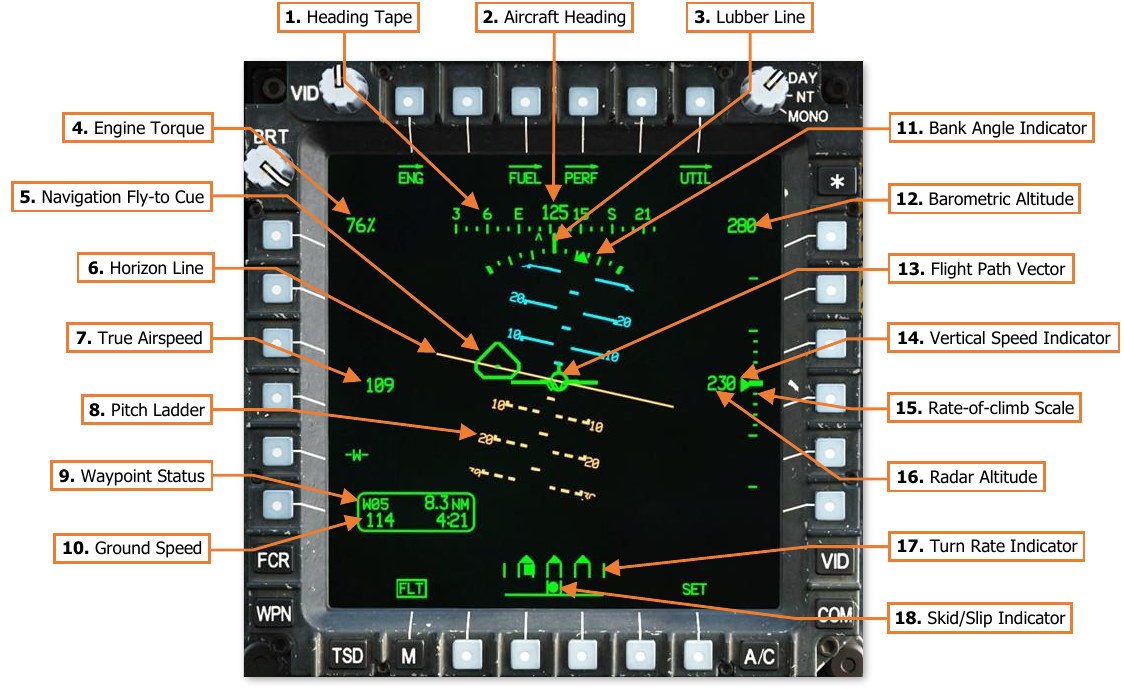 1. Heading Tape
2. Aircraft Heading
3. Lubber Line
VID
DAY
NT
MONO
4. Engine Torque
BRT
11. Bank Angle Indicator
ENG
FUEL
PERF
UTIL
*
5. Navigation Fly-to Cue
12. Barometric Altitude
3 6 E 125 15 S 21
76%
280
6. Horizon Line
13. Flight Path Vector
20
20
10
10
7. True Airspeed
14. Vertical Speed Indicator
109
230
8. Pitch Ladder
15. Rate-of-climb Scale
10
10
20
20
-W-
9. Waypoint Status
16. Radar Altitude
W05 8.3 NM
114 4:21
10. Ground Speed
17. Turn Rate Indicator
FCR
VID
FLT
SET
WPN
COM
18. Skid/Slip Indicator
TSD
M
A/C